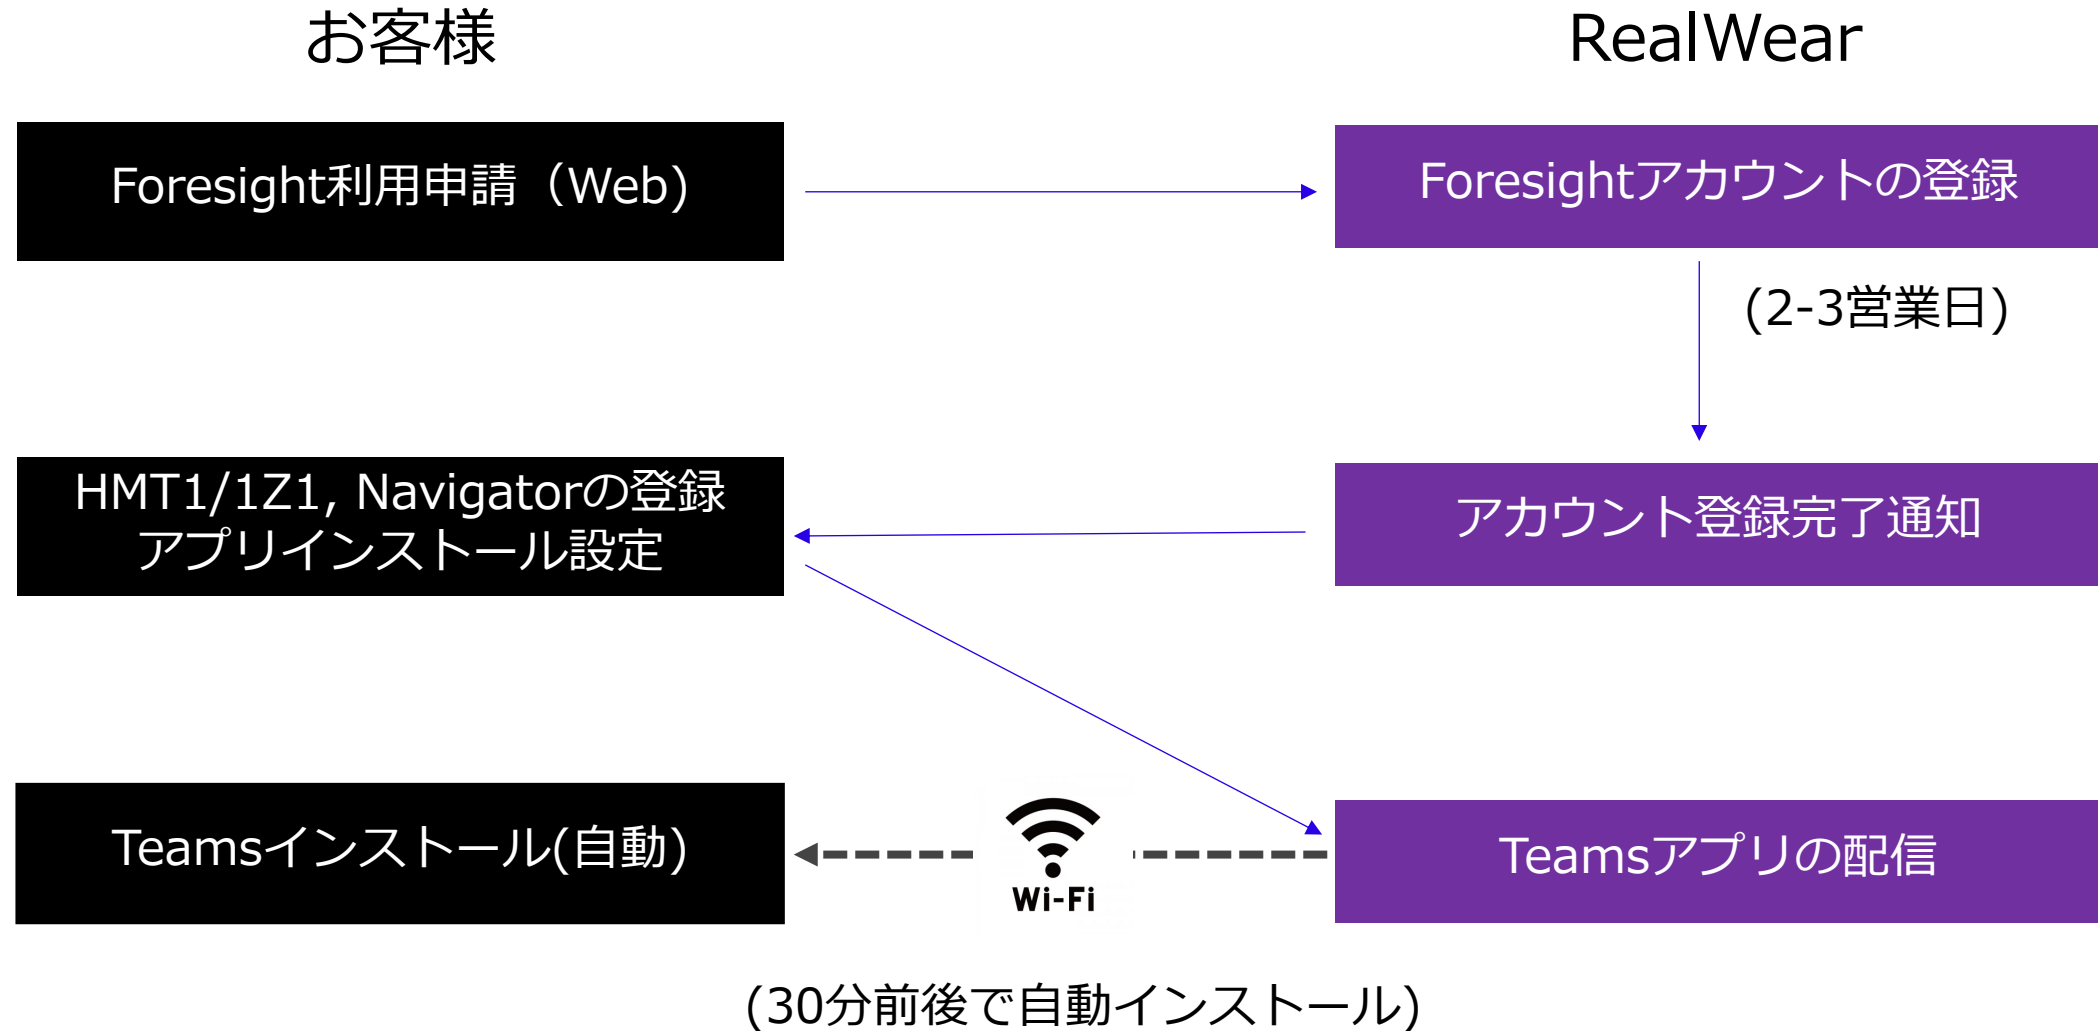 お客様
RealWear
Foresight利用申請（Web)
Foresightアカウントの登録
(2-3営業日)
HMT1/1Z1, Navigatorの登録
アプリインストール設定
アカウント登録完了通知
Teamsインストール(自動)
Wi-Fi
Teamsアプリの配信
(30分前後で自動インストール)